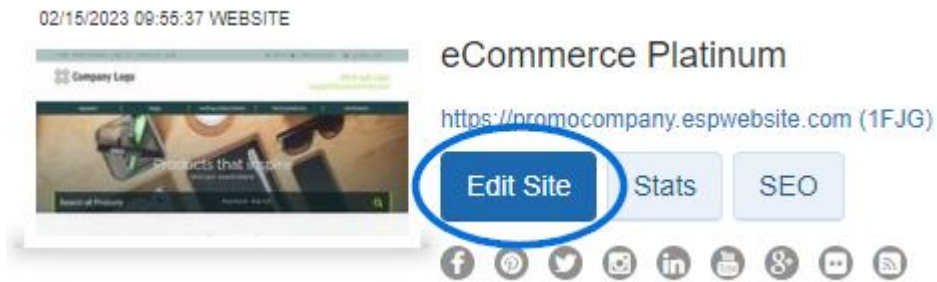 02/15/2023 09:55:37 WEBSITE
eCommerce Platinum
Company Logo
https://promocompany.espwebsite.com (1FJG)
Products that inspire
Edit Site
Stats
SEO
Search all Products